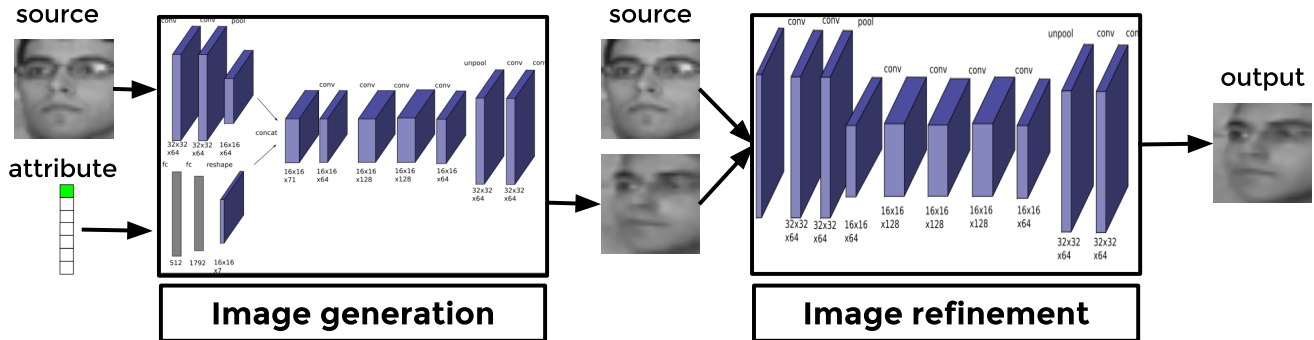 source
attribute
conv
conv
pool
32x32
x64
32x32
x64
16x16
x64
fc
fc
reshape
512
1792
16x16
x7
concat
16x16
x71
conv
16x16
x64
conv
16x16
x128
conv
16x16
x128
conv
16x16
x64
unpool
32x32
x64
conv
32x32
x64
Image generation
source
conv
conv
pool
32x32
x64
32x32
x64
16x16
x64
conv
16x16
x128
conv
16x16
x128
conv
16x16
x128
conv
16x16
x64
unpool
32x32
x64
conv
32x32
x64
Image refinement
output